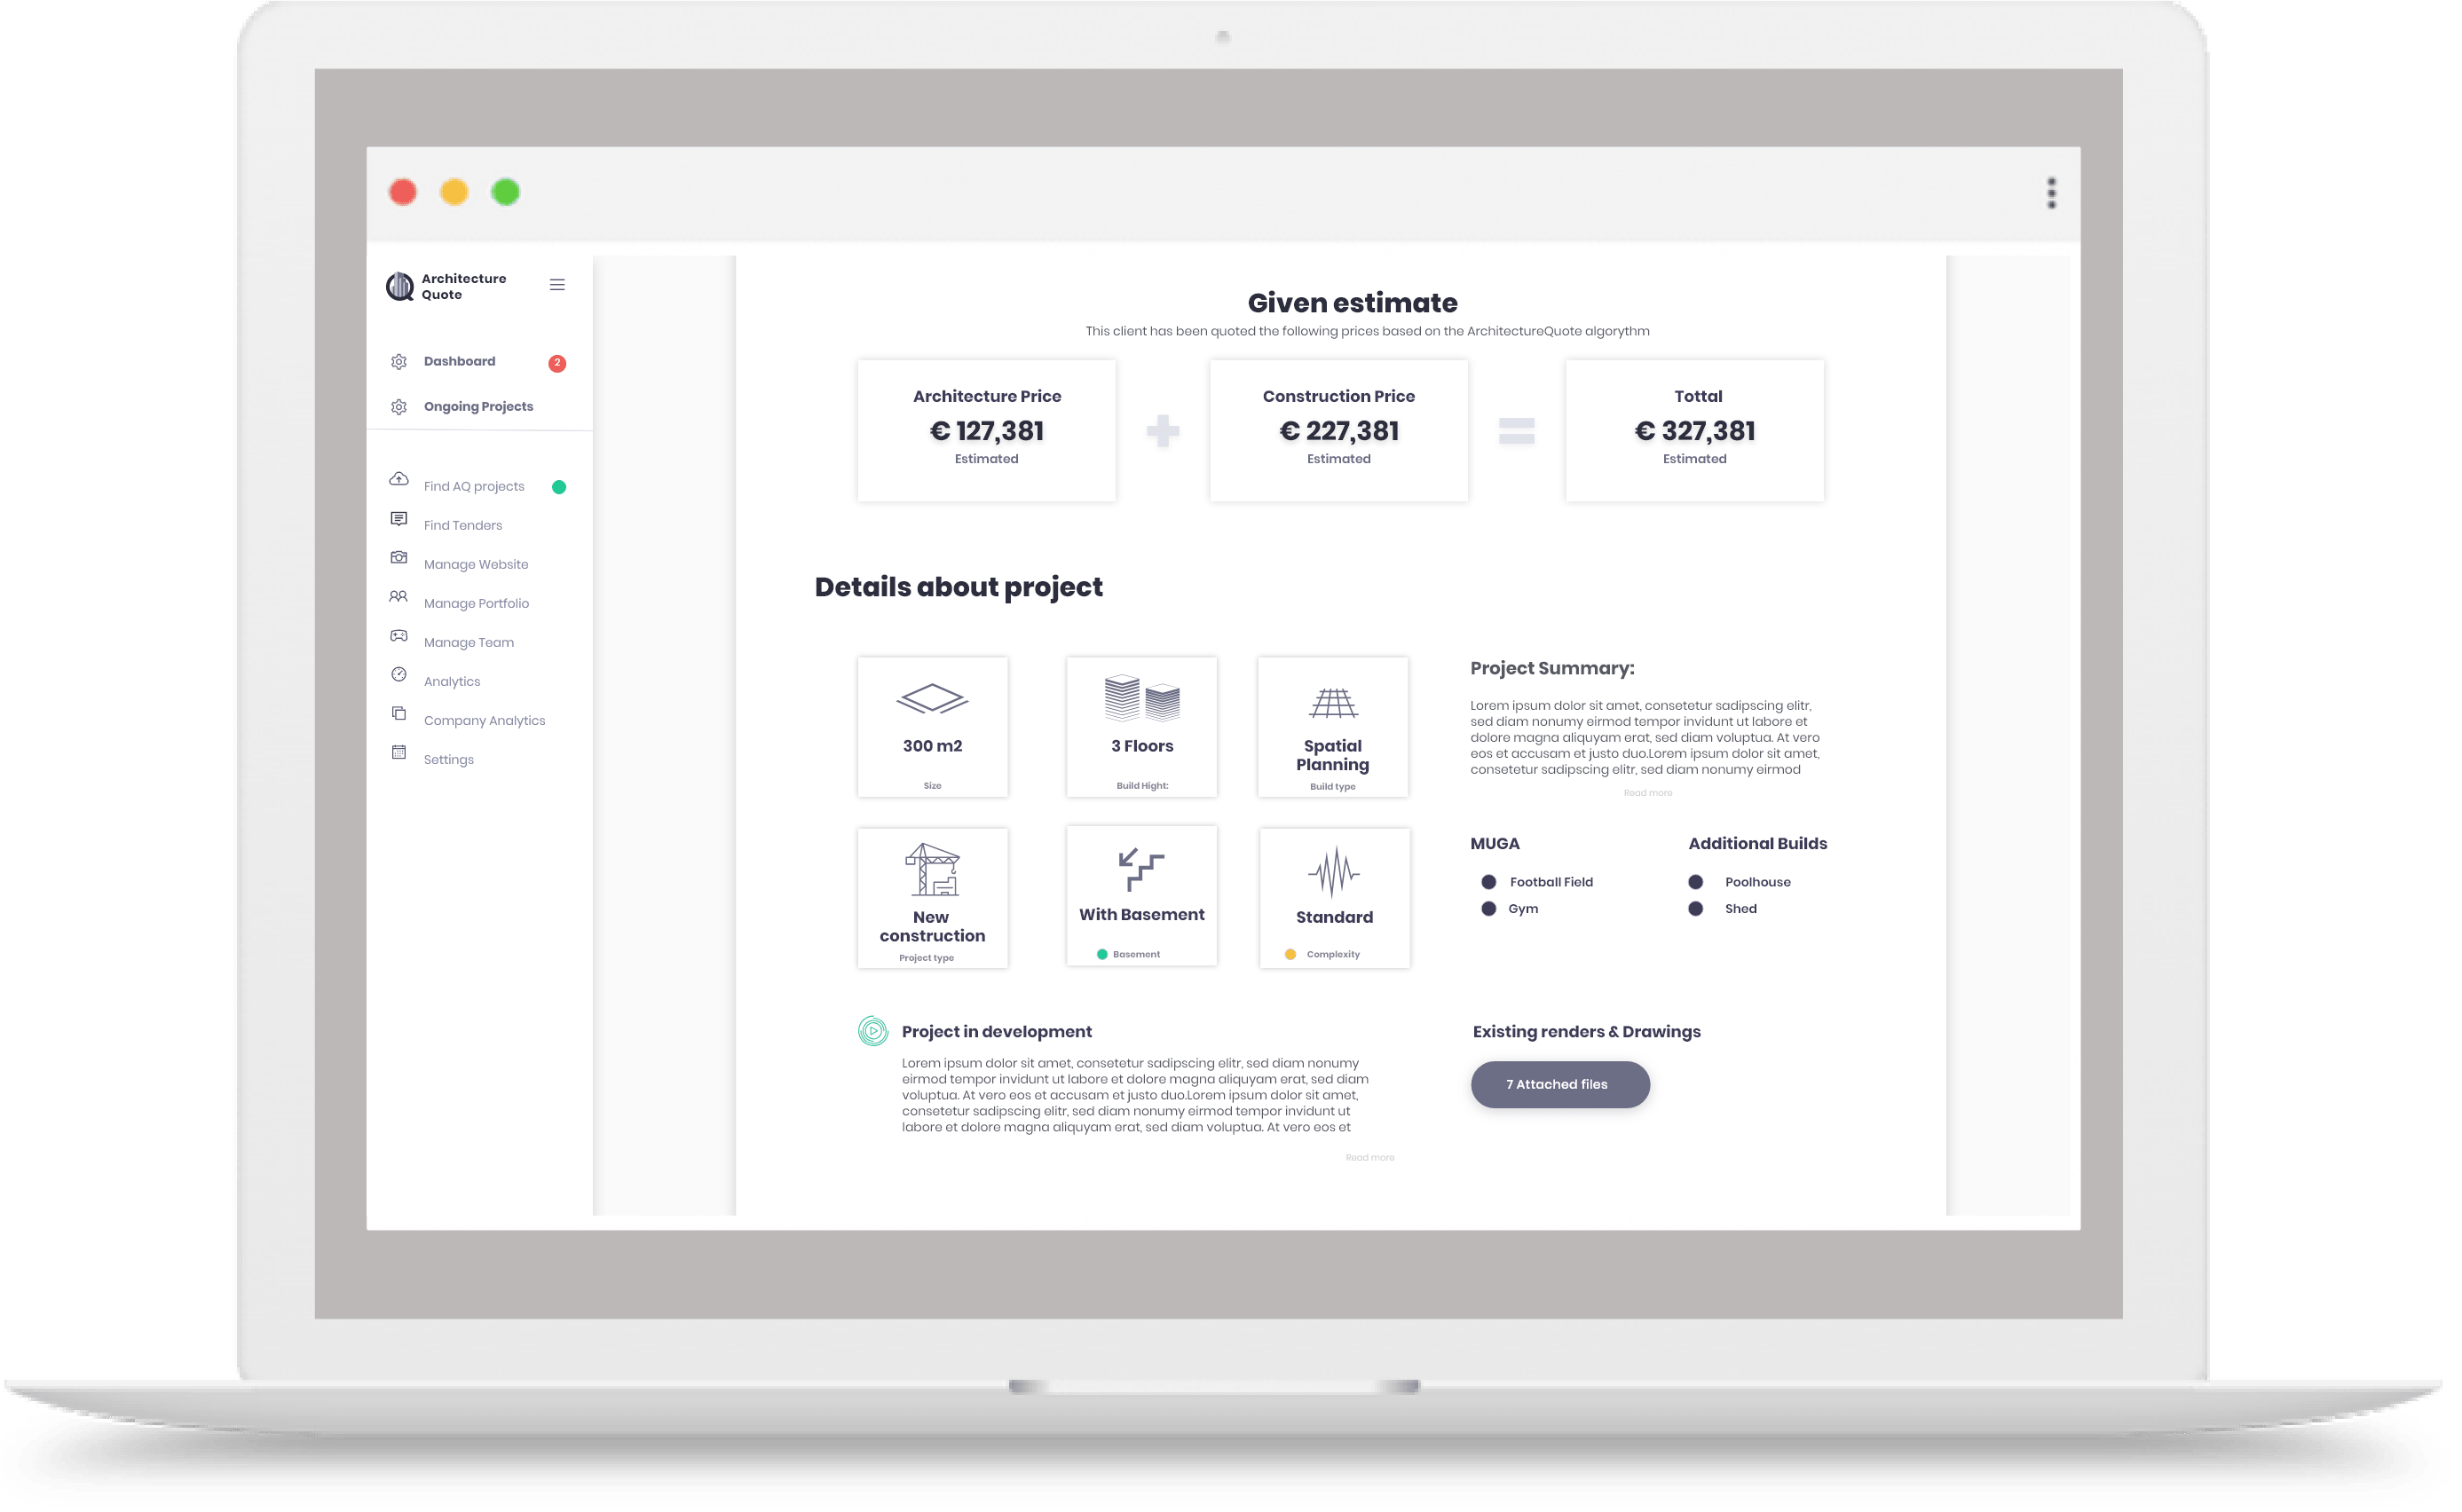 Architecture
Quote
Dashboard
2
Ongoing Projects
Find AQ projects
Find Tenders
Manage Website
Manage Portfolio
Manage Team
Analytics
Company Analytics
Settings
Given estimate
This client has been quoted the following prices based on the ArchitectureQuote algorythm
Architecture Price
€ 127,381
Estimated
+
Construction Price
€ 227,381
Estimated
=
Tottal
€ 327,381
Estimated
Details about project
300 m2
Size
3 Floors
Build Hight:
Spatial
Planning
Build type
New
construction
Project type
With Basement
Basement
Standard
Complexity
Project Summary:
Lorem ipsum dolor sit amet, consetetur sadipscing elitr,
sed diam nonumy eirmod tempor invidunt ut labore et
dolore magna aliquyam erat, sed diam voluptua. At vero
eos et accusam et justo duo.Lorem ipsum dolor sit amet,
consetetur sadipscing elitr, sed diam nonumy eirmod
Read more
MUGA
Football Field
Gym
Additional Builds
Poolhouse
Shed
Project in development
Lorem ipsum dolor sit amet, consetetur sadipscing elitr, sed diam nonumy
eirmod tempor invidunt ut labore et dolore magna aliquyam erat, sed diam
voluptua. At vero eos et accusam et justo duo.Lorem ipsum dolor sit amet,
consetetur sadipscing elitr, sed diam nonumy eirmod tempor invidunt ut
labore et dolore magna aliquyam erat, sed diam voluptua. At vero eos et
Read more
Existing renders & Drawings
7 Attached files